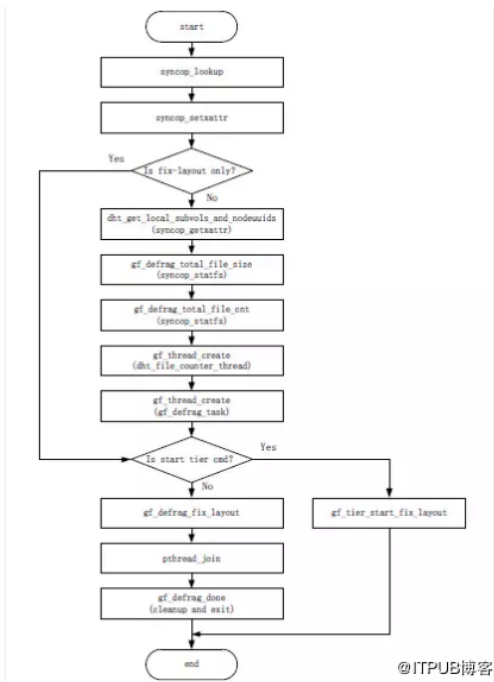 start
syncop_lookup
syncop_setxattr
Yes
Is fix-layout only?
No
dht_get_local_subvols_and_nodeuuids
(syncop_getxattr)
gf_defrag_total_file_size
(syncop_statfs)
gf_defrag_total_file_cnt
(syncop_statfs)
gf_thread_create
(dht_file_counter_thread)
gf_thread_create
(gf_defrag_task)
Is start tier cmd?
Yes
No
gf_defrag_fix_layout
gf_tier_start_fix_layout
pthread_join
gf_defrag_done
(cleanup and exit)
end
@ITPUB博客